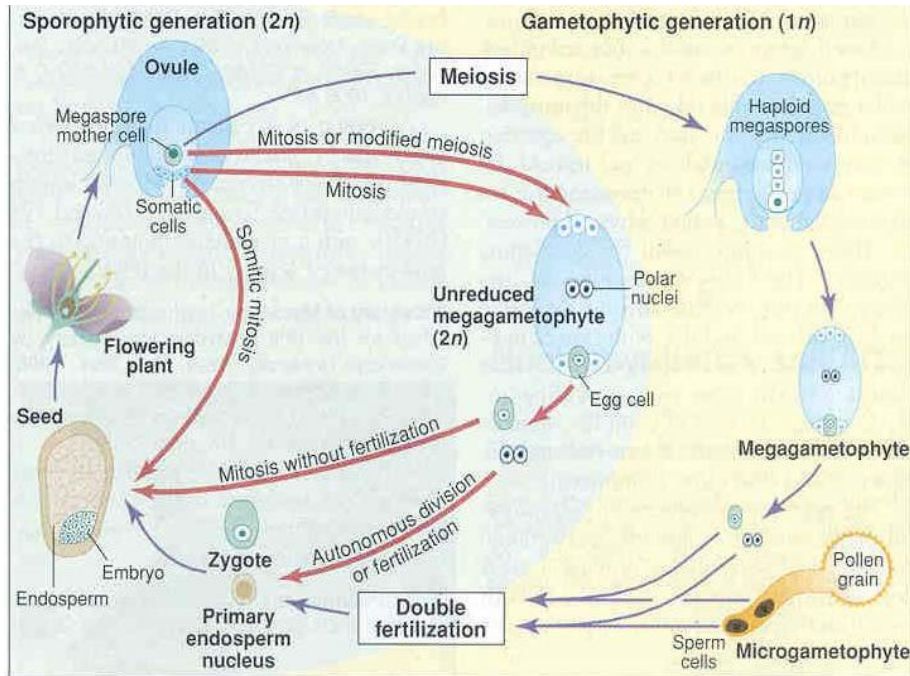 Sporophytic generation (2n)
Gametophytic generation (1n)
Ovule
Meiosis
Megaspore
mother cell
Haploid
megaspores
Mitosis or modified meiosis
Mitosis
Somatic
cells
Somitic mitosis
Polar
nuclei
Unreduced
megagametophyte
(2n)
Flowering
plant
Egg cell
Seed
Megagametophyte
Mitosis without fertilization
Autonomous division
or fertilization
Zygote
Embryo
Endosperm
Primary
endosperm
nucleus
Double
fertilization
Pollen
grain
Sperm
cells
Microgametophyte